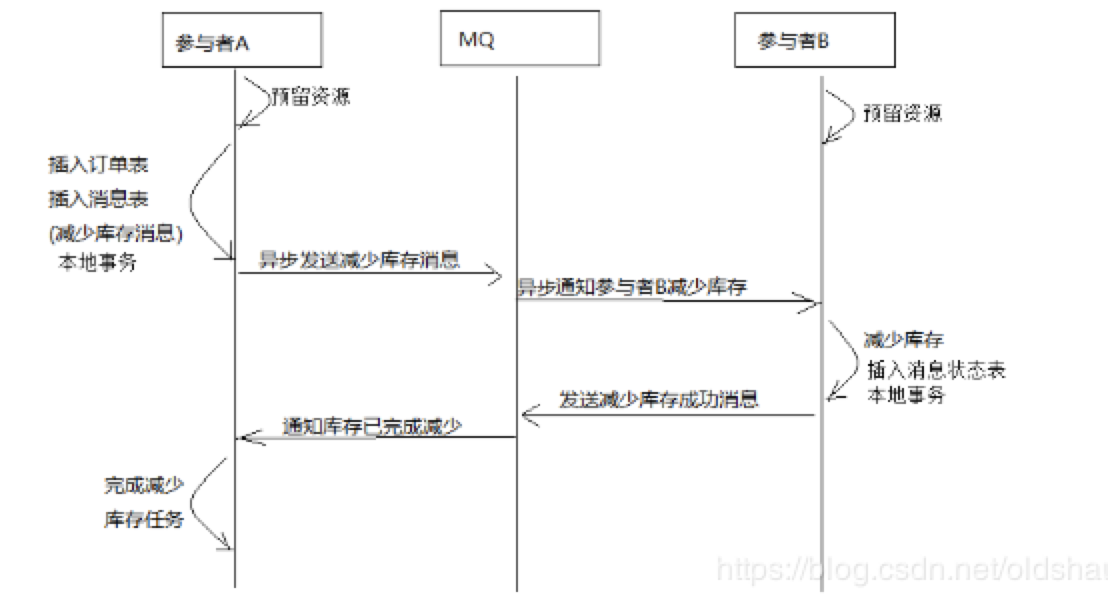 参与者A
MQ
参与者B
预留资源
预留资源
插入订单表
插入消息表
(减少库存消息)
本地事务
异步发送减少库存消息
异步通知参与者B减少库存
减少库存
插入消息状态表
本地事务
发送减少库存成功消息
通知库存已完成减少
完成减少
库存任务
https://blog.csdn.net/oldshau